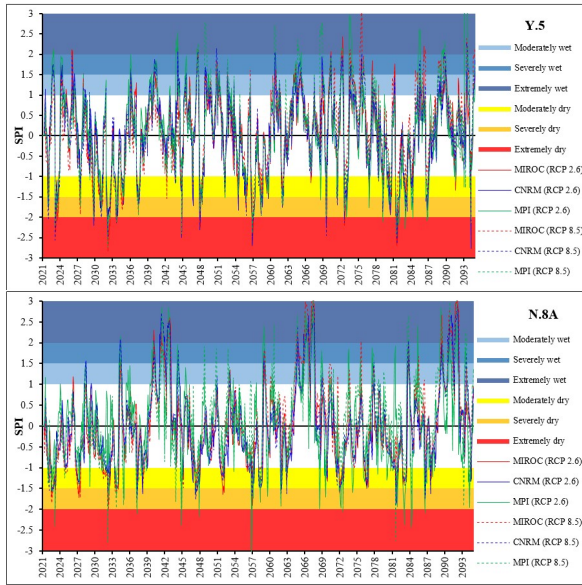 Y.5
3
2.5
2
1.5
1
0.5
0
-0.5
-1
-1.5
-2
-2.5
-3
SPI
2021
2024
2027
2030
2033
2036
2039
2042
2045
2048
2051
2054
2057
2060
2063
2066
2069
2072
2075
2078
2081
2084
2087
2090
2093
Moderately wet
Severely wet
Extremely wet
Moderately dry
Severely dry
Extremely dry
MIROC (RCP 2.6)
CNRM (RCP 2.6)
MPI (RCP 2.6)
MIROC (RCP 8.5)
CNRM (RCP 8.5)
MPI (RCP 8.5)
N.8A
3
2.5
2
1.5
1
0.5
0
-0.5
-1
-1.5
-2
-2.5
-3
SPI
2021
2024
2027
2030
2033
2036
2039
2042
2045
2048
2051
2054
2057
2060
2063
2066
2069
2072
2075
2078
2081
2084
2087
2090
2093
Moderately wet
Severely wet
Extremely wet
Moderately dry
Severely dry
Extremely dry
MIROC (RCP 2.6)
CNRM (RCP 2.6)
MPI (RCP 2.6)
MIROC (RCP 8.5)
CNRM (RCP 8.5)
MPI (RCP 8.5)